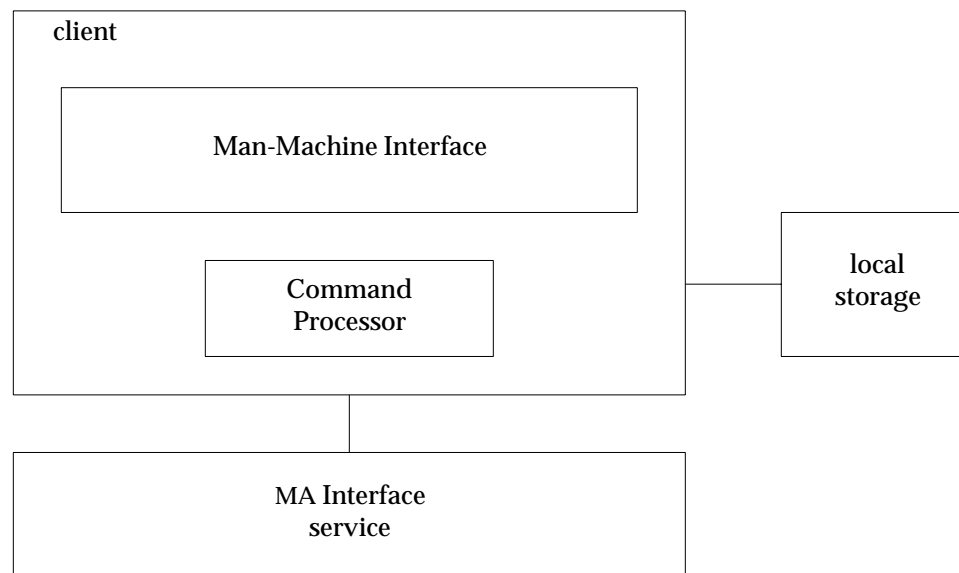 client
Man-Machine Interface
Command
Processor
local
storage
MA Interface
service